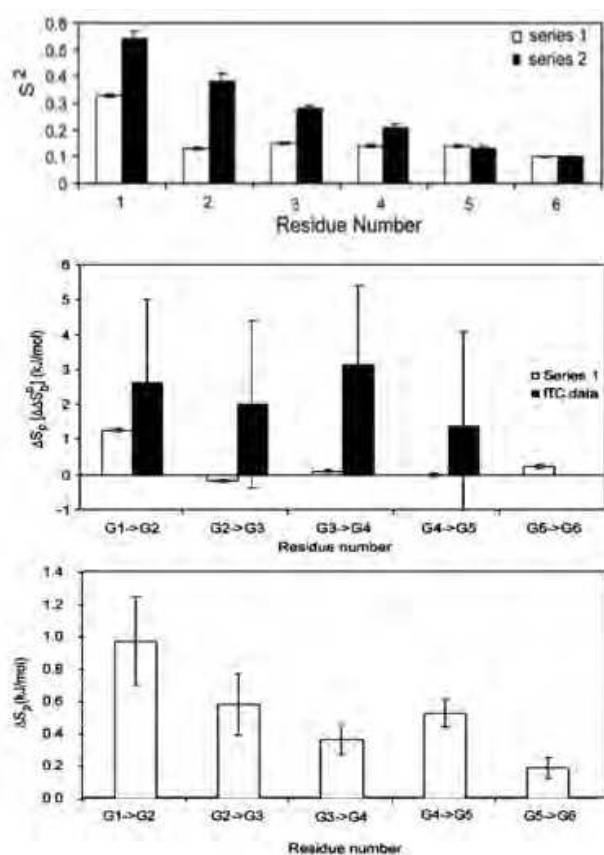 0.6
0.5
0.4
0.3
0.2
0.1
0
S 2
series 1
series 2
1 2 3 4 5 6
Residue Number
6
5
4
3
2
1
0
-1
(kJ/mol)
Series 1
ITC data
G1->G2 G2->G3 G3->G4 G4->G5 G5->G6
Residue number
1.4
1.2
1.0
0.8
0.6
0.4
0.2
0.0
ΔSp(kJ/mol)
G1->G2 G2->G3 G3->G4 G4->G5 G5->G6
Residue number